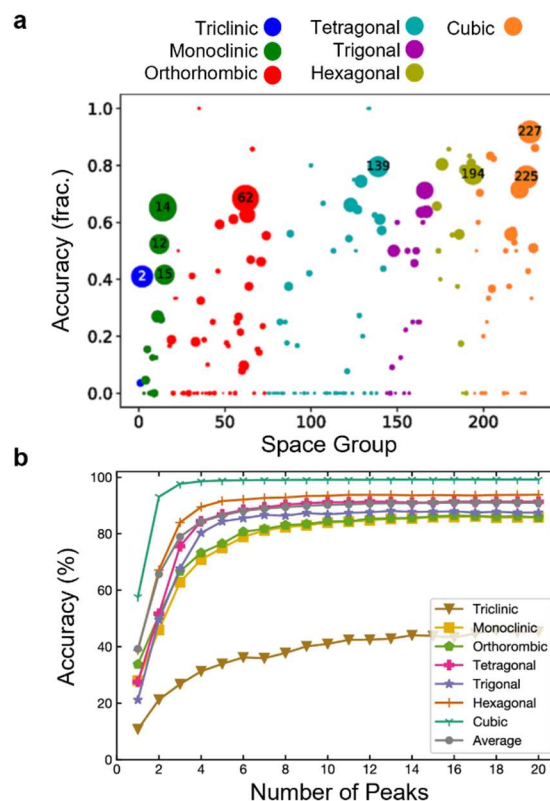 a
Triclinic
Tetragonal
Cubic
Monoclinic
Trigonal
Orthorhombic
Hexagonal
Accuracy (frac.)
1.0
0.8
0.6
0.4
0.2
0.0
2
14
12
15
62
139
194
227
225
0
50
100
150
200
Space Group
b
Accuracy (%)
100
80
60
40
20
0
Triclinic
Monoclinic
Orthorombic
Tetragonal
Trigonal
Hexagonal
Cubic
Average
0 2 4 6 8 10 12 14 16 18 20
Number of Peaks